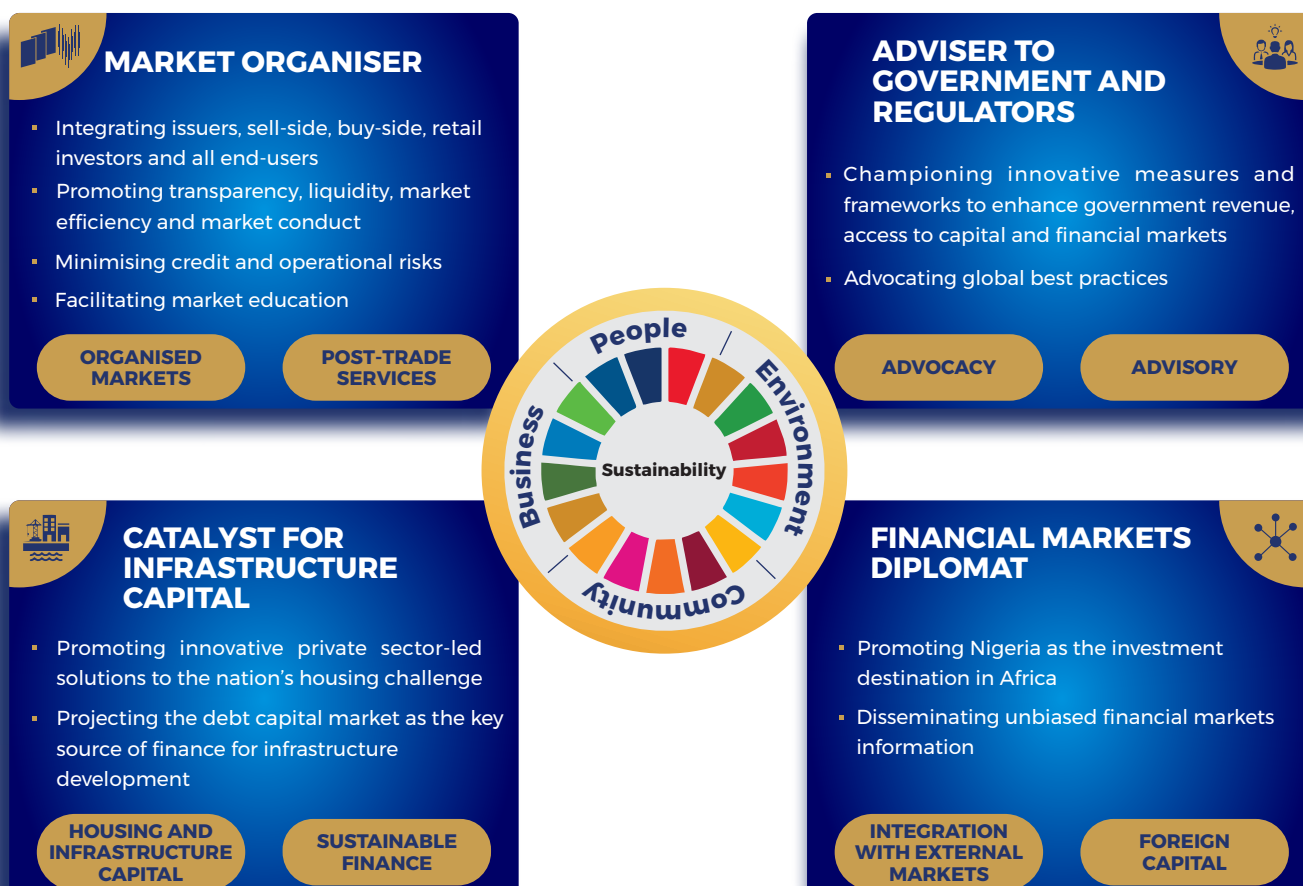 MARKET ORGANISER
Integrating issuers, sell-side, buy-side, retail
investors and all end-users
Promoting transparency, liquidity, market
efficiency and market conduct
Minimising credit and operational risks
Facilitating market education
ORGANISED
MARKETS
POST-TRADE
SERVICES
ADVISER TO
GOVERNMENT AND
REGULATORS
Championing innovative measures and
frameworks to enhance government revenue,
access to capital and financial markets
Advocating global best practices
ADVOCACY
ADVISORY
People
Environment
Community
Business
Sustainability
CATALYST FOR
INFRASTRUCTURE
CAPITAL
Promoting innovative private sector-led
solutions to the nation's housing challenge
Projecting the debt capital market as the key
source of finance for infrastructure
development
HOUSING AND
INFRASTRUCTURE
CAPITAL
SUSTAINABLE
FINANCE
FINANCIAL MARKETS
DIPLOMAT
Promoting Nigeria as the investment
destination in Africa
Disseminating unbiased financial markets
information
INTEGRATION
WITH EXTERNAL
MARKETS
FOREIGN
CAPITAL